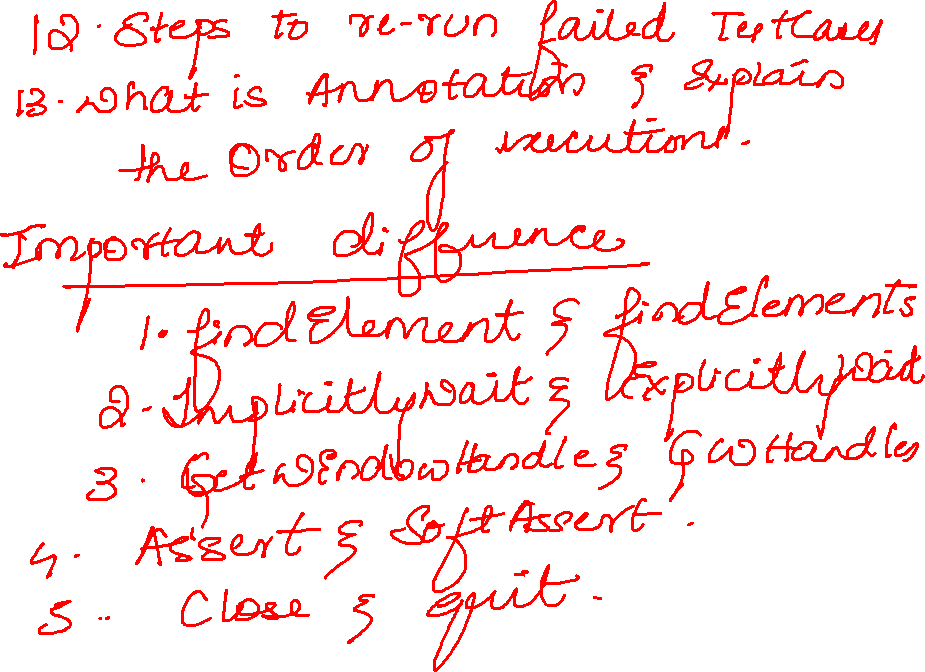 12. Steps to re-run failed TestCases
13. What is Annotation & Explain
the Order of executions.
Important difference
1. findElement & findElements
2. ImplicitlyWait & ExplicitlyWait
3. GetWindowHandle & GWHandles
4. Assert & SoftAssert.
5.. Close & quit.